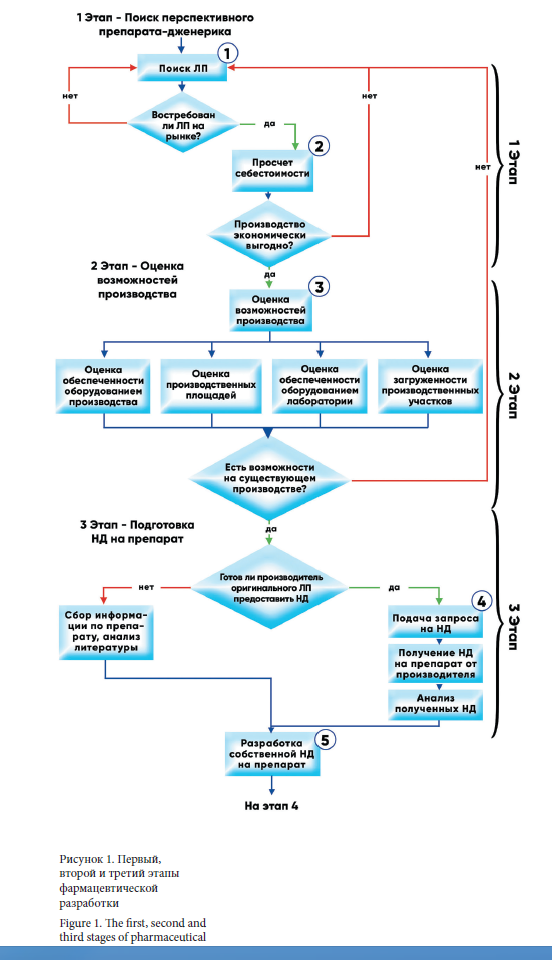 1 Этап - Поиск перспективного
препарата-дженерика
1
Поиск ЛП
нет
нет
Востребован
ли ЛП на
рынке?
да
2
Просчет
себестоимости
1 Этап
нет
Производство
экономически
выгодно?
2 Этап - Оценка
возможностей
производства
да
3
Оценка
возможностей
производства
Оценка
обеспеченности
оборудованием
производства
Оценка
производственных
площадей
Оценка
обеспеченности
оборудованием
лаборатории
Оценка
загруженности
производственных
участков
2 Этап
Есть возможности
на существующем
производстве?
3 Этап - Подготовка
НД на препарат
да
Готов ли производитель
оригинального ЛП
предоставить НД
нет
да
4
Сбор информа-
ции по препа-
рату, анализ
литературы
Подача запроса
на НД
Получение НД
на препарат от
производителя
Анализ
полученных НД
3 Этап
5
Разработка
собственной НД
на препарат
На этап 4
Рисунок 1. Первый,
второй и третий этапы
фармацевтической
разработки
Figure 1. The first, second and
third stages of pharmaceutical